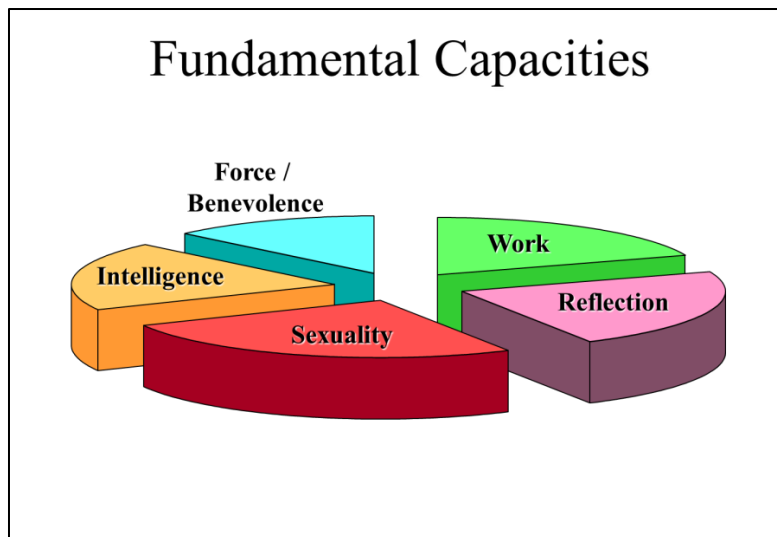 Fundamental Capacities
Force /
Benevolence
Work
Intelligence
Reflection
Sexuality